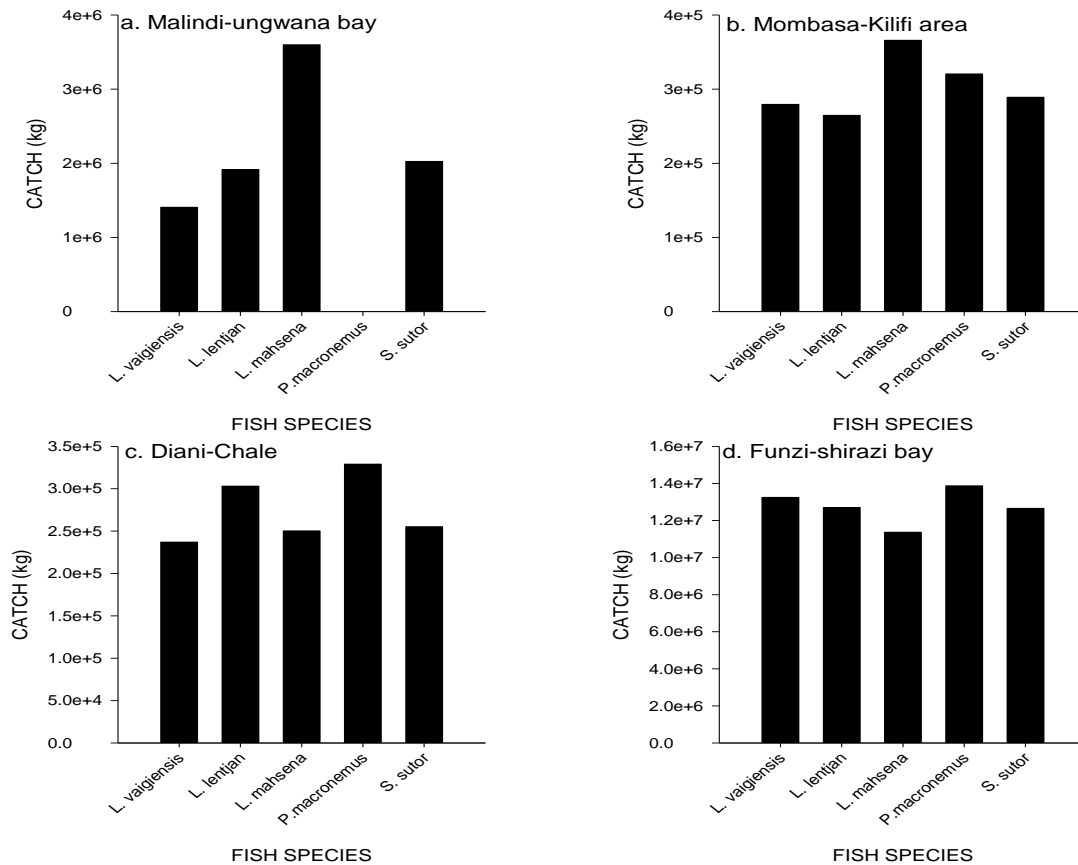 a. Malindi-ungwana bay
4e+6
3e+6
2e+6
1e+6
0
CATCH (kg)
L. vaigiensis
L. lentjan
L. mahsena
P.macronemus
S. sutor
FISH SPECIES
b. Mombasa-Kilifi area
4e+5
3e+5
2e+5
1e+5
0
CATCH (kg)
L. vaigiensis
L. lentjan
L. mahsena
P.macronemus
S. sutor
FISH SPECIES
c. Diani-Chale
3.5e+5
3.0e+5
2.5e+5
2.0e+5
1.5e+5
1.0e+5
5.0e+4
0.0
CATCH (kg)
L. vaigiensis
L. lentjan
L. mahsena
P.macronemus
S. sutor
FISH SPECIES
d. Funzi-shirazi bay
1.6e+7
1.4e+7
1.2e+7
1.0e+7
8.0e+6
6.0e+6
4.0e+6
2.0e+6
0.0
CATCH (kg)
L. vaigiensis
L. lentjan
L. mahsena
P.macronemus
S. sutor
FISH SPECIES